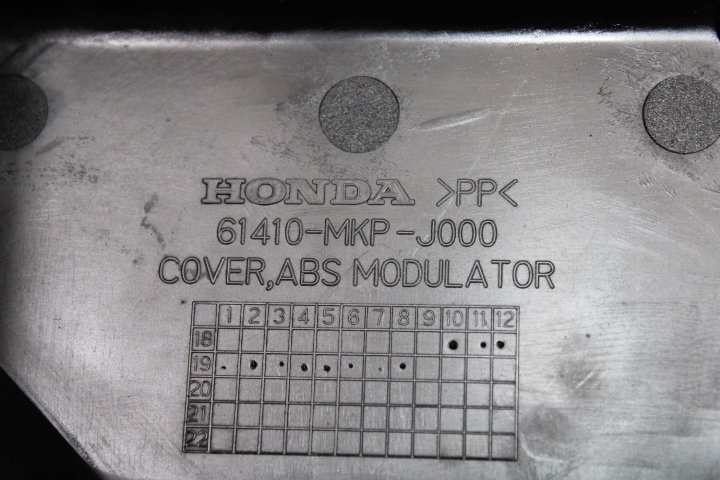 HONDA >PP<
61410-MKP-J000
COVER,ABS MODULATOR
1 2 3 4 5 6 7 8 9 10 11 12
18
19
20
21
22